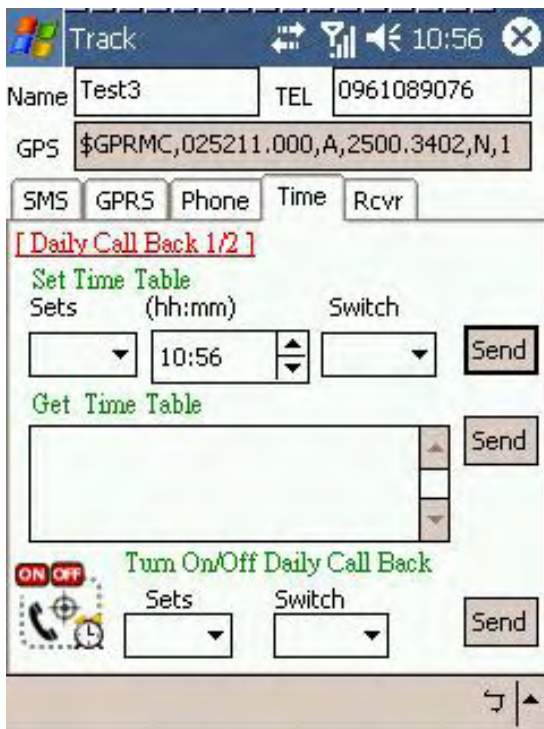 Track 10:56
Name Test3 TEL 0961089076
GPS $GPRMC,025211.000,A,2500.3402,N,1
SMS GPRS Phone Time Rcvr
[ Daily Call Back 1/2 ]
Set Time Table
Sets (hh:mm) Switch
10:56 Send
Get Time Table
Send
ON OFF Turn On/Off Daily Call Back
Sets Switch
Send
ㄅ